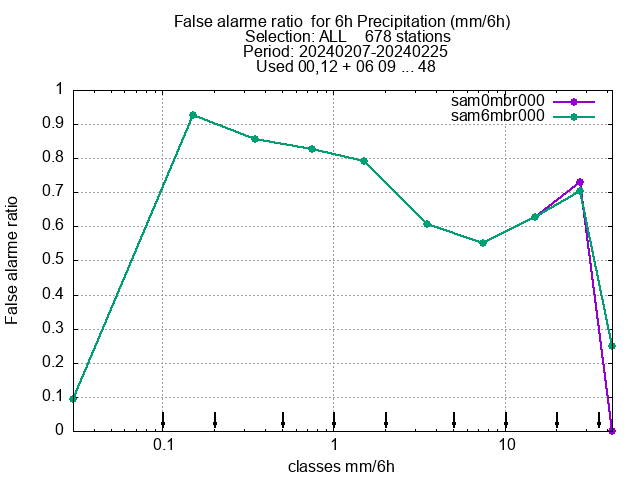 False alarme ratio  for 6h Precipitation (mm/6h)
Selection: ALL    678 stations
Period: 20240207-20240225
Used 00,12 + 06 09 ... 48
sam0mbr000
sam6mbr000
1
0.9
0.8
0.7
0.6
0.5
0.4
0.3
0.2
0.1
0
False alarme ratio
0.1
1
10
classes mm/6h